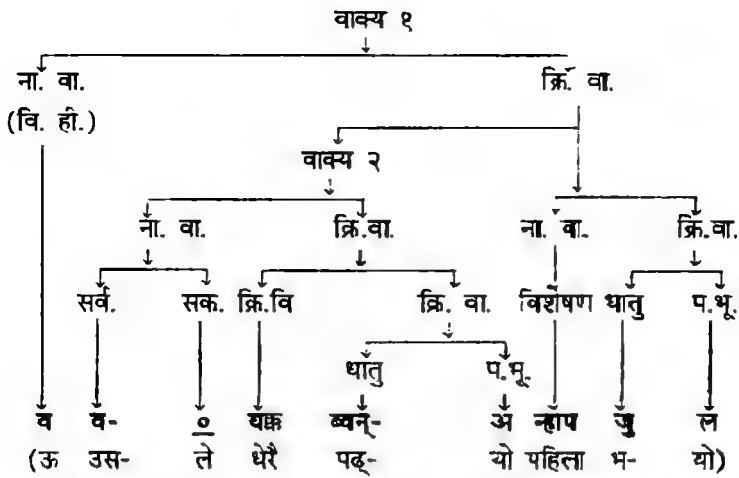 वाक्य १
ना. वा. क्रि. वा.
(वि. ही.)
वाक्य २
ना. वा. क्रि.वा. ना. वा. क्रि.वा.
सर्व. सक. क्रि.वि क्रि. वा. विशेषण धातु प.भू.
धातु प.भू.
व व- ० यक्व ब्वन्- अ न्हाप जु ल
(ऊ उस- ले धेरै पढ्- यो पहिला भ- यो)